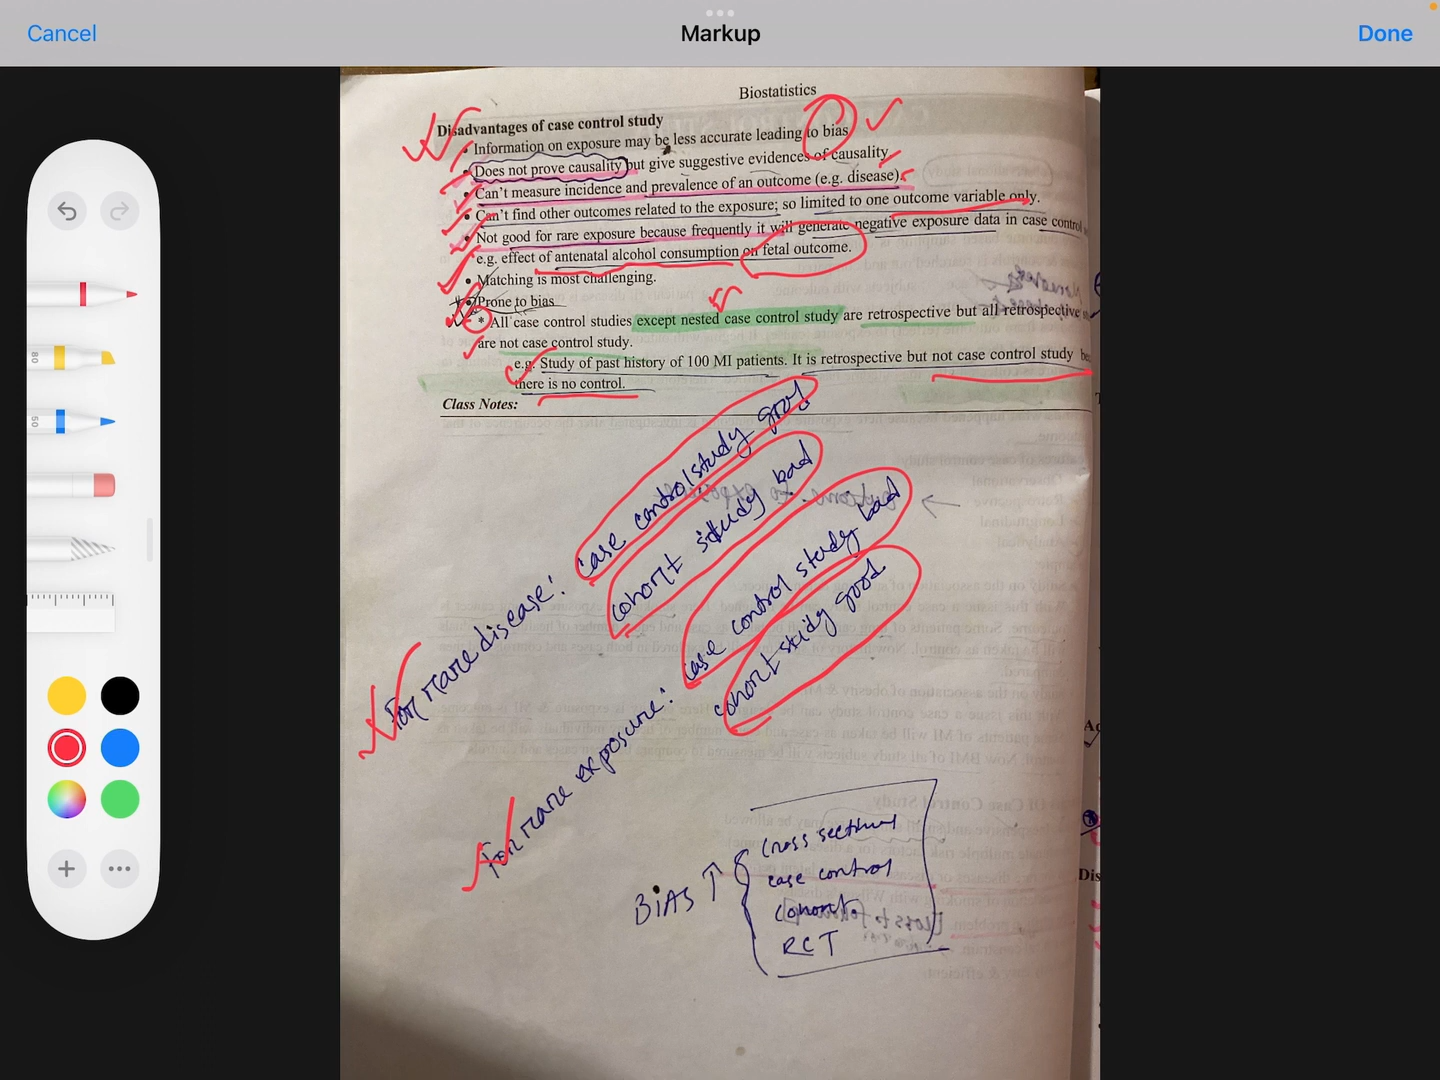 Cancel
Markup
Done
Biostatistics
Disadvantages of case control study
• Information on exposure may be less accurate leading to bias
• Does not prove causality but give suggestive evidences of causality
• Can't measure incidence and prevalence of an outcome (e.g. disease).
• Can't find other outcomes related to the exposure; so limited to one outcome variable only.
• Not good for rare exposure because frequently it will generate negative exposure data in case control
e.g. effect of antenatal alcohol consumption on fetal outcome.
• Matching is most challenging.
• Prone to bias
* All case control studies except nested case control study are retrospective but all retrospective
are not case control study.
e.g. Study of past history of 100 MI patients. It is retrospective but not case control study be
there is no control.
Class Notes:
For rare disease: case control study good
cohort study bad
For rare exposure: case control study bad
cohort study good
BiAS ↑
Cross sectional
case control
Cohort
RCT
80
50
Dis